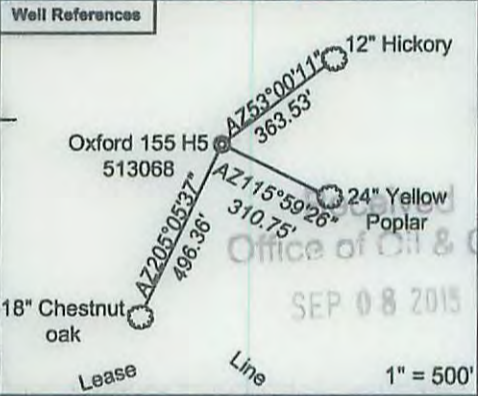 Well References
12" Hickory
AZ53°00'11"
363.53'
Oxford 155 H5
513068
AZ115°59'26"
310.75'
24" Yellow
Poplar
Received
Office of Oil & G
SEP 08 2015
AZ205°05'37"
496.36'
18" Chestnut
oak
Lease
Line
1" = 500'